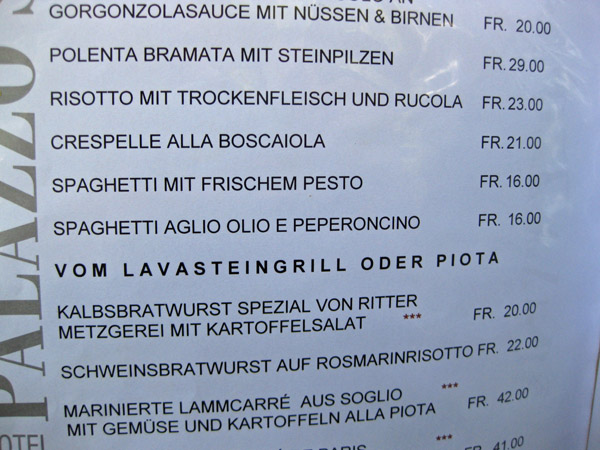 GORGONZOLASAUCE MIT NÜSSEN & BIRNEN FR. 20.00
POLENTA BRAMATA MIT STEINPILZEN FR. 29.00
RISOTTO MIT TROCKENFLEISCH UND RUCOLA FR. 23.00
CRESPELLE ALLA BOSCAIOLA FR. 21.00
SPAGHETTI MIT FRISCHEM PESTO FR. 16.00
SPAGHETTI AGLIO OLIO E PEPERONCINO FR. 16.00
VOM LAVASTEINGRILL ODER PIOTA
KALBSBRATWURST SPEZIAL VON RITTER
METZGEREI MIT KARTOFFELSALAT *** FR. 20.00
SCHWEINSBRATWURST AUF ROSMARINRISOTTO FR. 22.00
MARINIERTE LAMMCARRÉ AUS SOGLIO ***
MIT GEMÜSE UND KARTOFFELN ALLA PIOTA FR. 42.00
PARIS *** FR. 41.00
PALAZZO